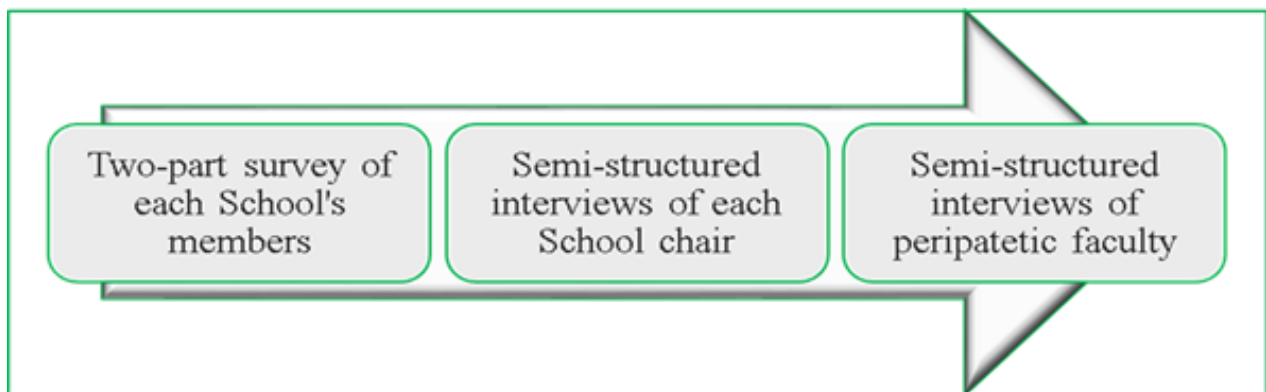 Two-part survey of
each School's
members
Semi-structured
interviews of each
School chair
Semi-structured
interviews of
peripatetic faculty